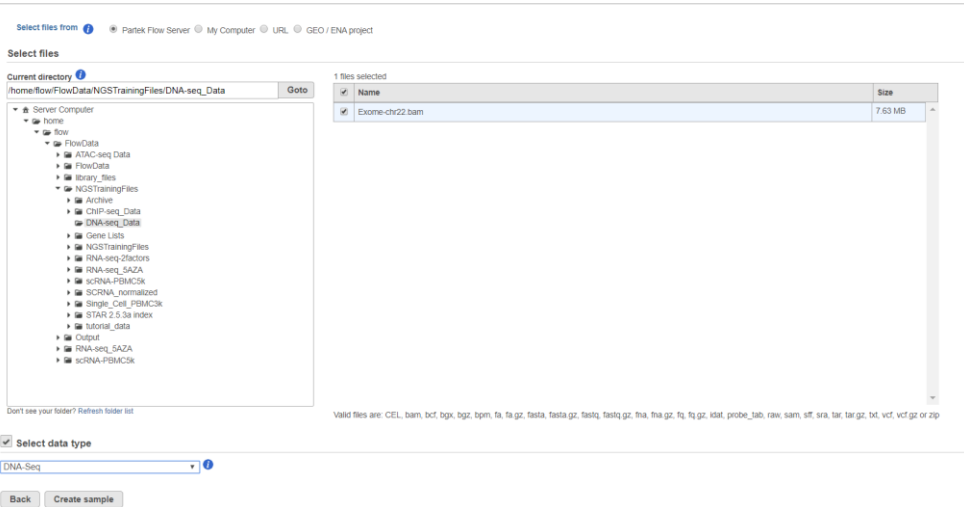 Select files from Partek Flow Server My Computer URL GEO / ENA project
Select files
Current directory
/home/flow/FlowData/NGSTrainingFiles/DNA-seq_Data Goto
Server Computer
home
flow
FlowData
ATAC-seq Data
FlowData
library_files
NGSTrainingFiles
Archive
ChIP-seq_Data
DNA-seq_Data
Gene Lists
NGSTrainingFiles
RNA-seq-2factors
RNA-seq_5AZA
scRNA-PBMC5k
SCRNA_normalized
Single_Cell_PBMC3k
STAR 2.5.3a index
tutorial_data
Output
RNA-seq_5AZA
scRNA-PBMC5k
Don't see your folder? Refresh folder list
1 files selected
Name Size
Exome-chr22.bam 7.63 MB
Valid files are: CEL, bam, bcf, bgx, bgz, bpm, fa, fa.gz, fasta, fasta.gz, fastq, fastq.gz, fna, fna.gz, fq, fq.gz, idat, probe_tab, raw, sam, sff, sra, tar, tar.gz, txt, vcf, vcf.gz or zip
Select data type
DNA-Seq
Back Create sample